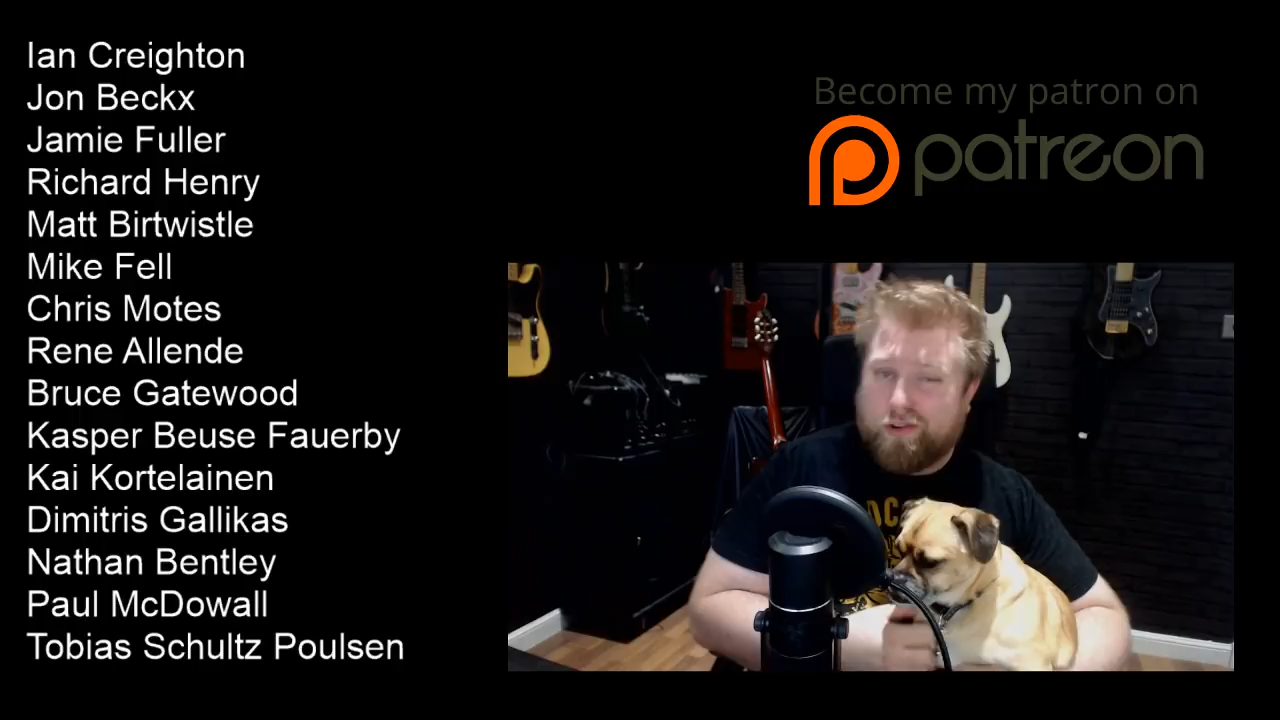 Ian Creighton
Jon Beckx
Jamie Fuller
Richard Henry
Matt Birtwistle
Mike Fell
Chris Motes
Rene Allende
Bruce Gatewood
Kasper Beuse Fauerby
Kai Kortelainen
Dimitris Gallikas
Nathan Bentley
Paul McDowall
Tobias Schultz Poulsen
Become my patron on
patreon